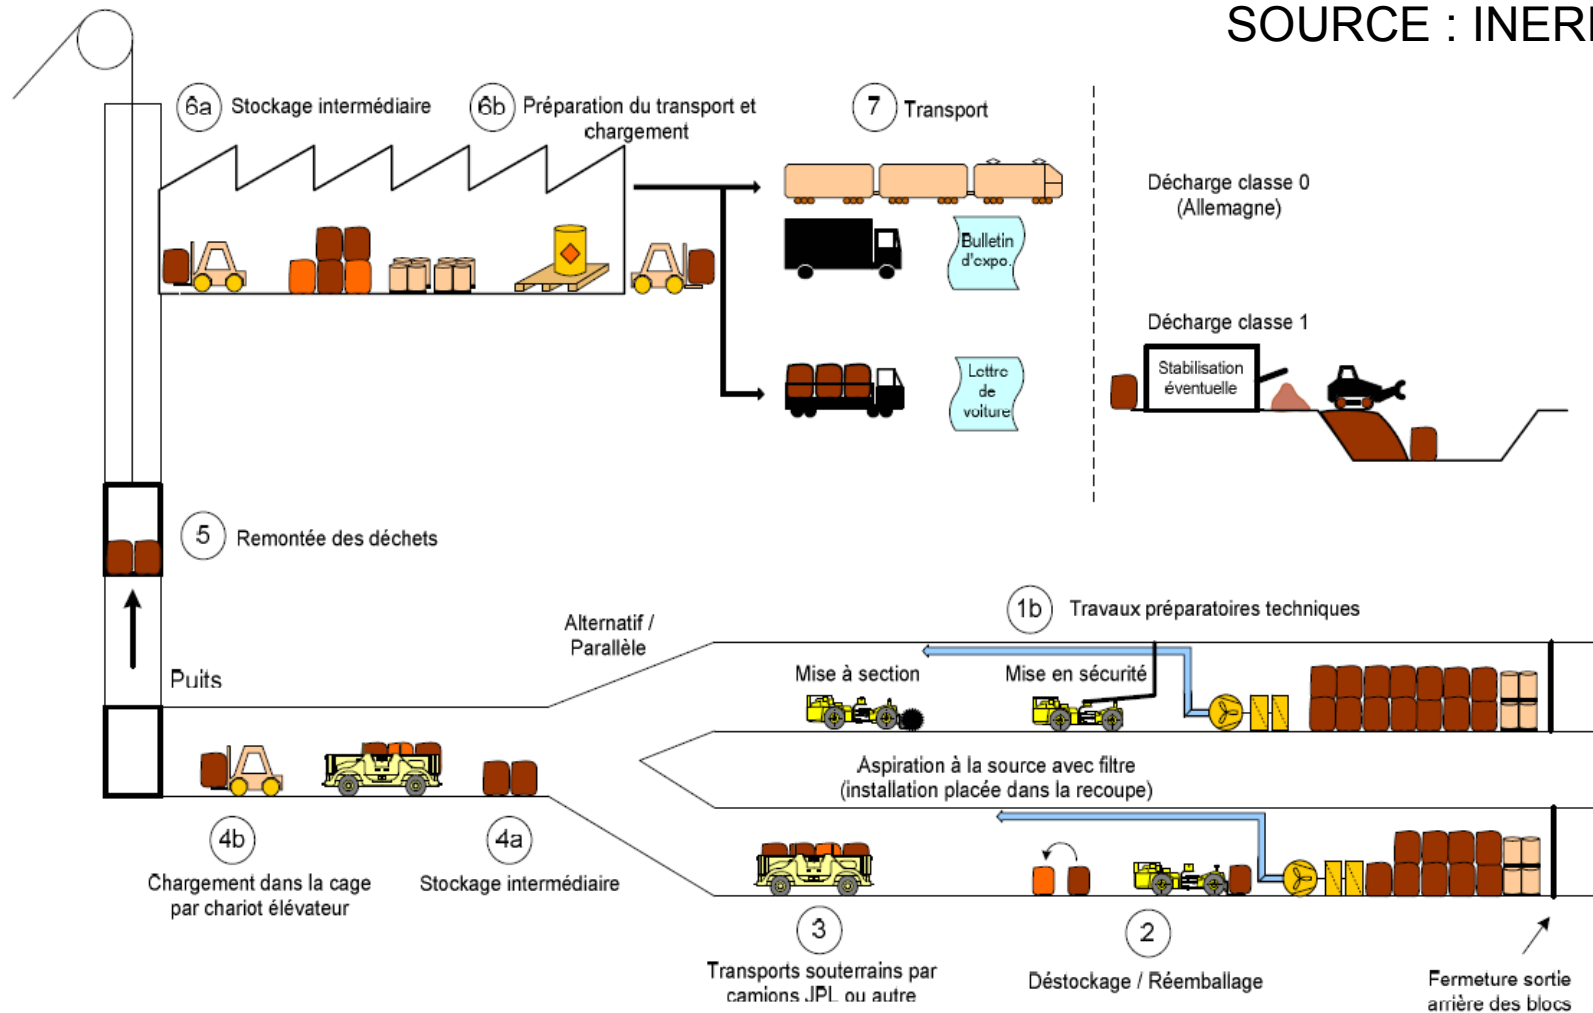 SOURCE : INERI
6a
Stockage intermédiaire
6b
Préparation du transport et
chargement
7
Transport
Décharge classe 0
(Allemagne)
Bulletin
d'expo.
Décharge classe 1
Stabilisation
éventuelle
Lettre
de
voiture
5
Remontée des déchets
1b
Travaux préparatoires techniques
Alternatif /
Parallèle
Puits
Mise à section
Mise en sécurité
Aspiration à la source avec filtre
(installation placée dans la recoupe)
4b
4a
Chargement dans la cage
par chariot élévateur
Stockage intermédiaire
3
2
Transports souterrains par
camions JPL ou autre
Déstockage / Réemballage
Fermeture sortie
arrière des blocs